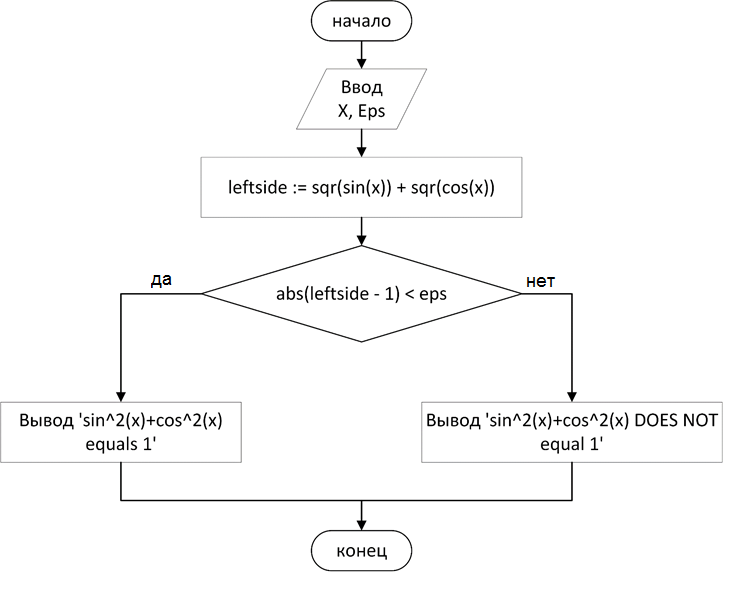 начало
Ввод
X, Eps
leftside := sqr(sin(x)) + sqr(cos(x))
abs(leftside - 1) < eps
да
нет
Вывод 'sin^2(x)+cos^2(x)
equals 1'
Вывод 'sin^2(x)+cos^2(x) DOES NOT
equal 1'
конец